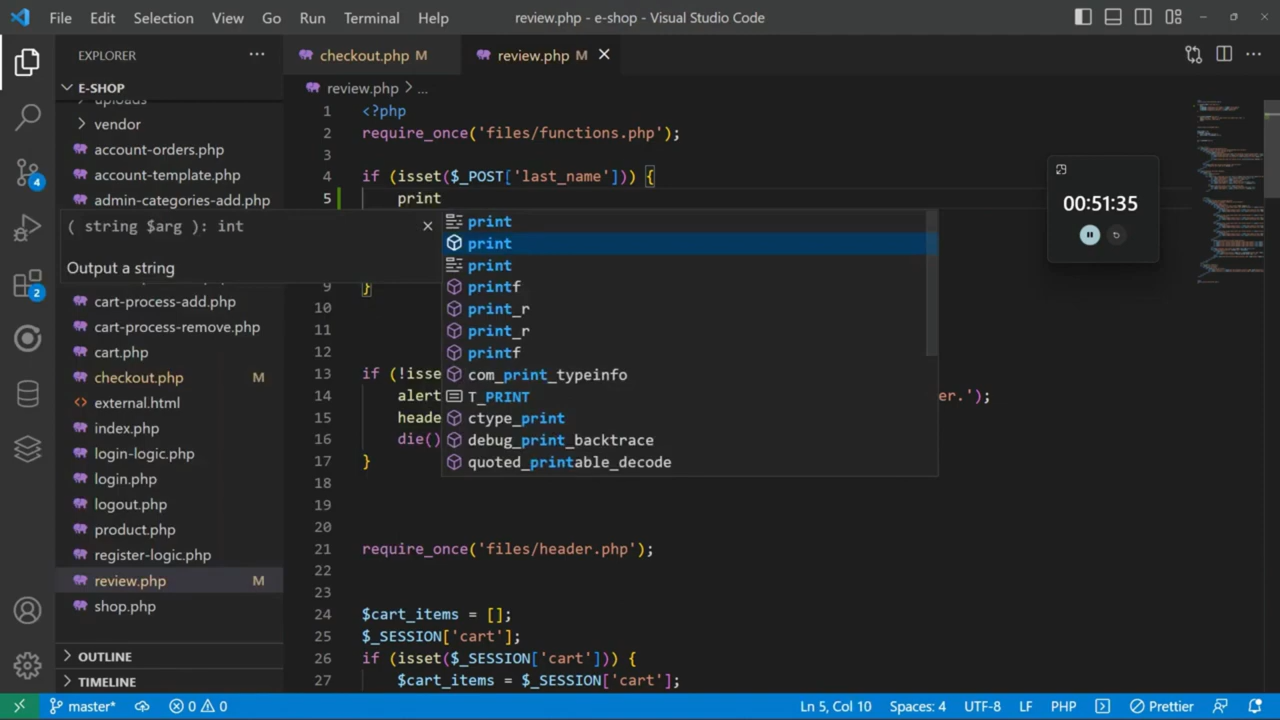 File Edit Selection View Go Run Terminal Help
review.php - e-shop - Visual Studio Code
EXPLORER
checkout.php M
review.php M
E-SHOP
uploads
vendor
account-orders.php
account-template.php
admin-categories-add.php
( string $arg ): int
Output a string
cart-process-add.php
cart-process-remove.php
cart.php
checkout.php M
external.html
index.php
login-logic.php
login.php
logout.php
product.php
register-logic.php
review.php M
shop.php
OUTLINE
TIMELINE
4
2
review.php > ...
1 <?php
2 require_once('files/functions.php');
3
4 if (isset($_POST['last_name'])) {
5 print
print
print
print
printf
print_r
print_r
printf
com_print_typeinfo
T_PRINT
ctype_print
debug_print_backtrace
quoted_printable_decode
9 }
10
11
12
13 if (!isse
14 alert er.');
15 heade
16 die()
17 }
18
19
20
21 require_once('files/header.php');
22
23
24 $cart_items = [];
25 $_SESSION['cart'];
26 if (isset($_SESSION['cart'])) {
27 $cart_items = $_SESSION['cart'];
00:51:35
master* 0 0
Ln 5, Col 10 Spaces: 4 UTF-8 LF PHP Prettier